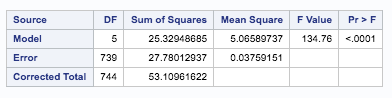 Source DF Sum of Squares Mean Square F Value Pr > F
Model 5 25.32948685 5.06589737 134.76 <.0001
Error 739 27.78012937 0.03759151
Corrected Total 744 53.10961622